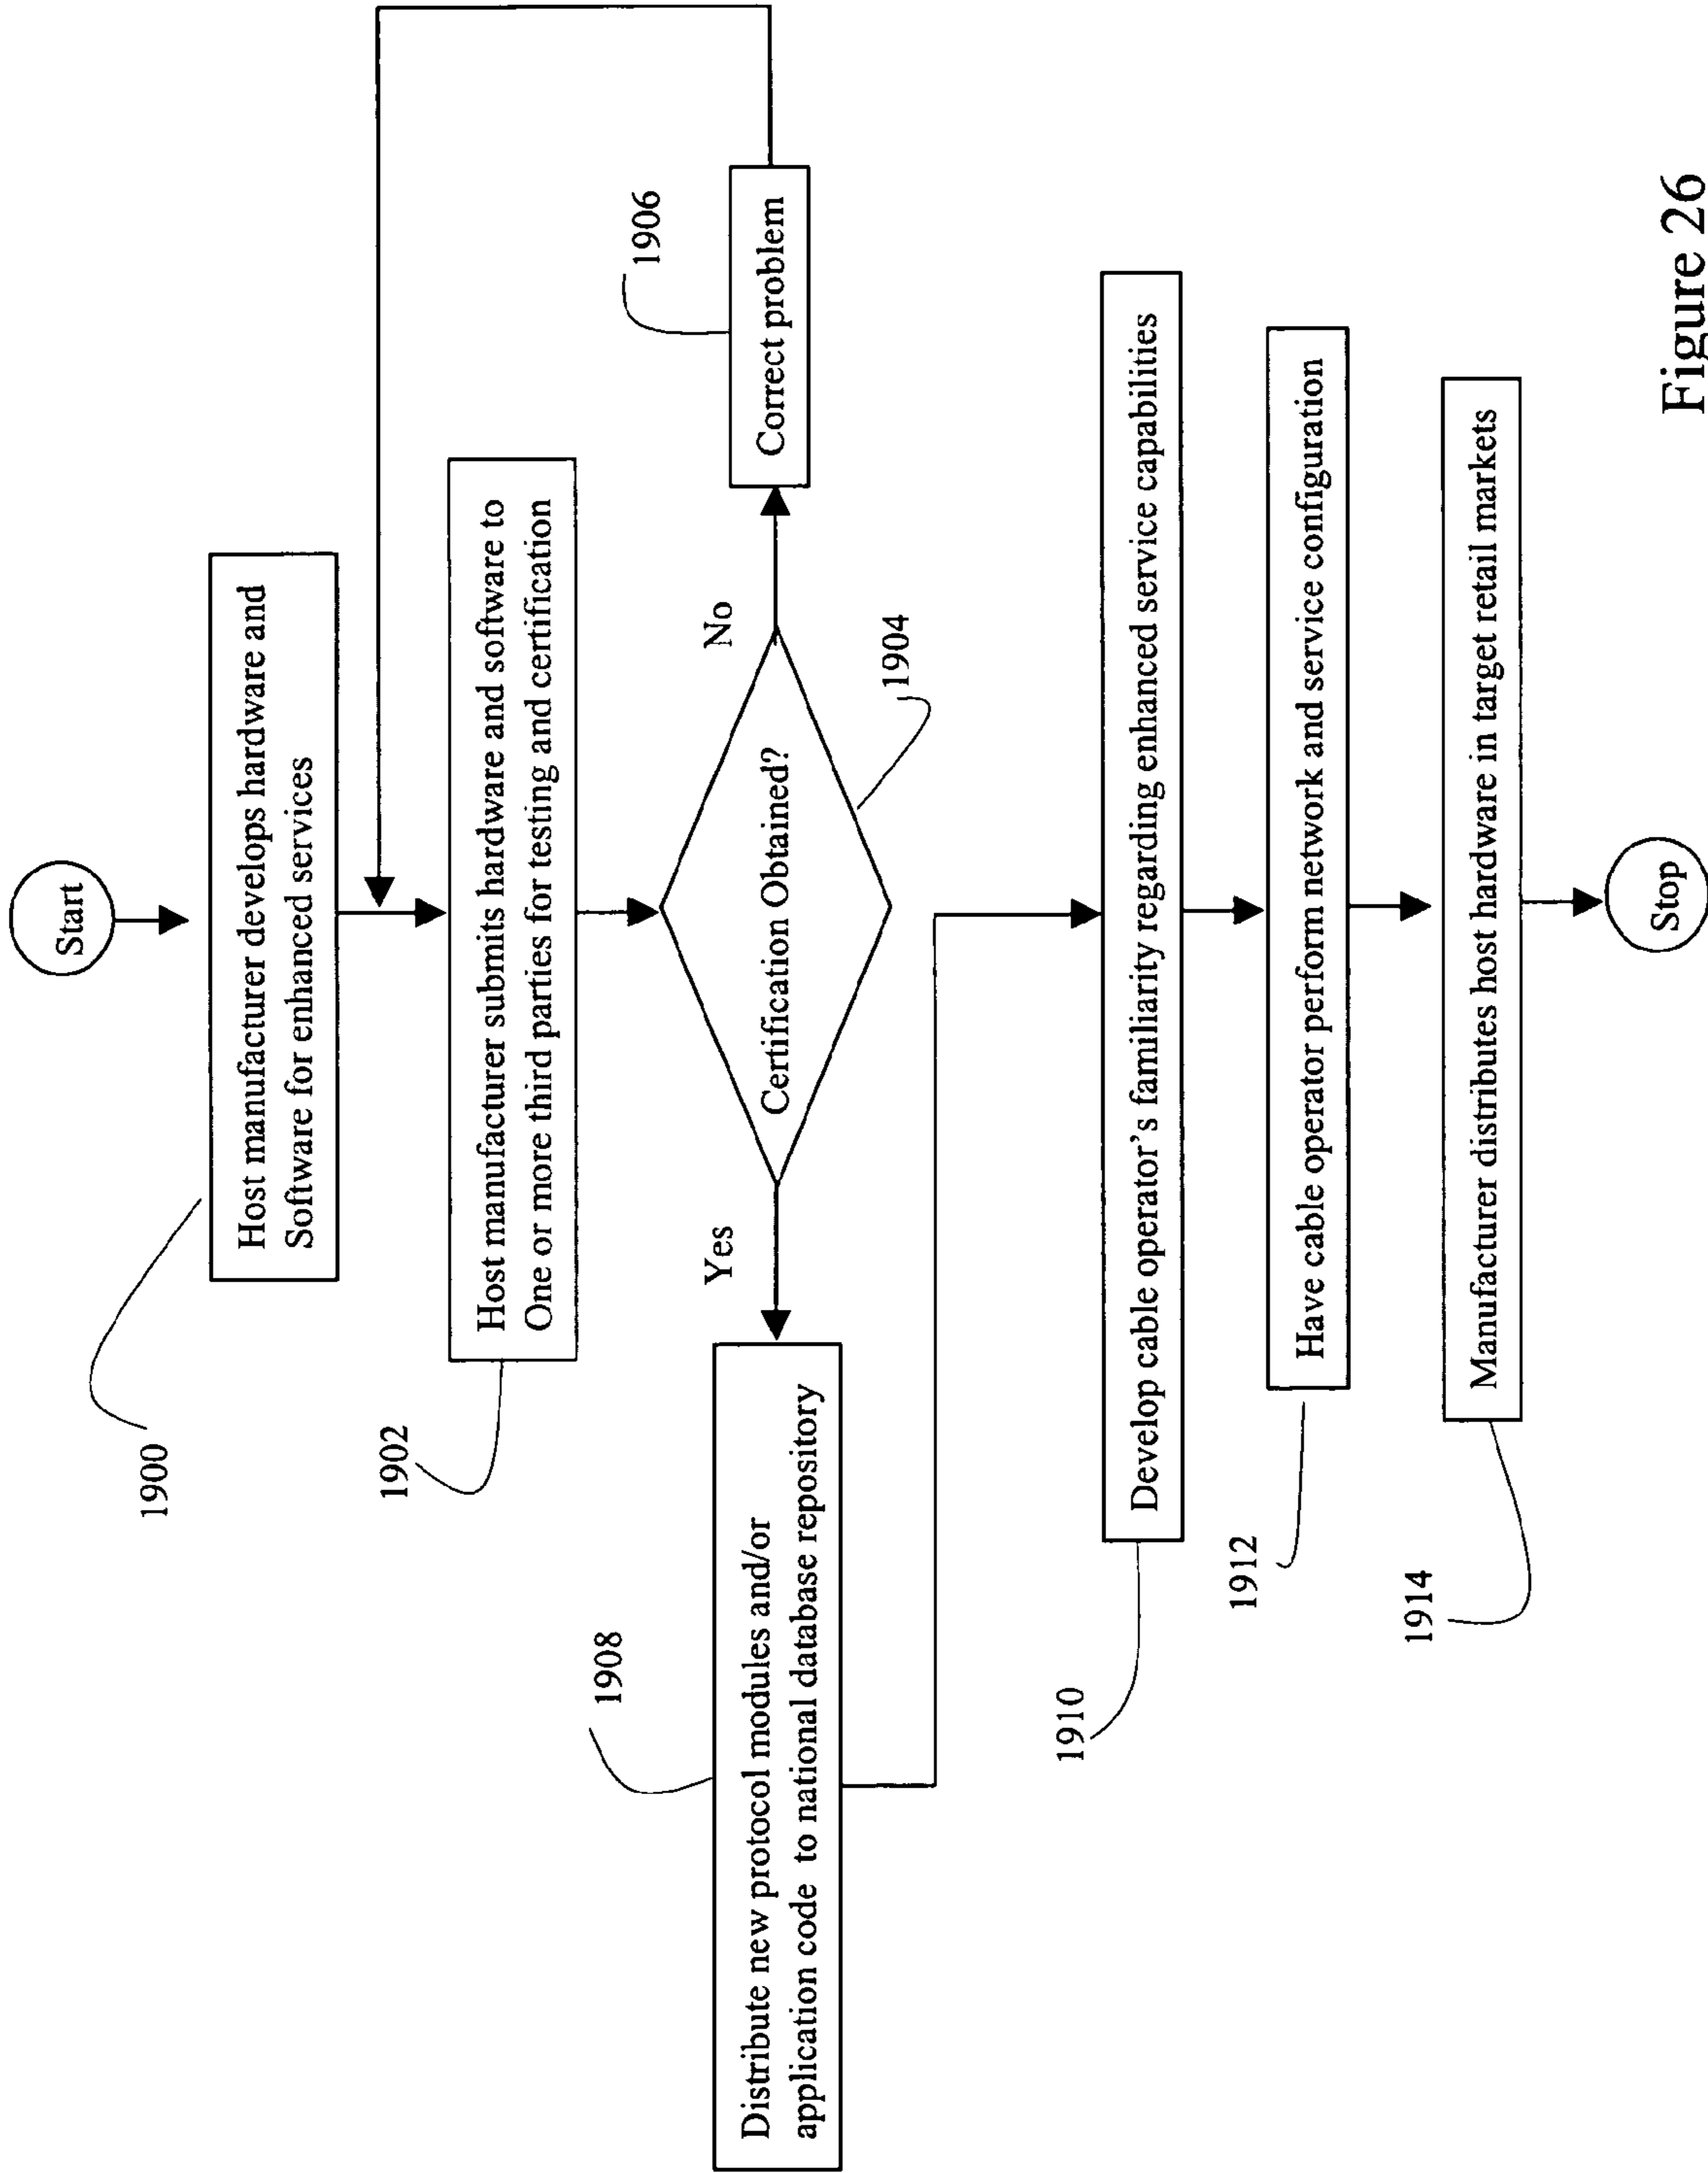 Start
1900
Host manufacturer develops hardware and
Software for enhanced services
1902
Host manufacturer submits hardware and software to
One or more third parties for testing and certification
Certification Obtained?
1904
Yes
No
1906
Correct problem
1908
Distribute new protocol modules and/or
application code to national database repository
1910
Develop cable operator's familiarity regarding enhanced service capabilities
1912
Have cable operator perform network and service configuration
1914
Manufacturer distributes host hardware in target retail markets
Stop
Figure 26